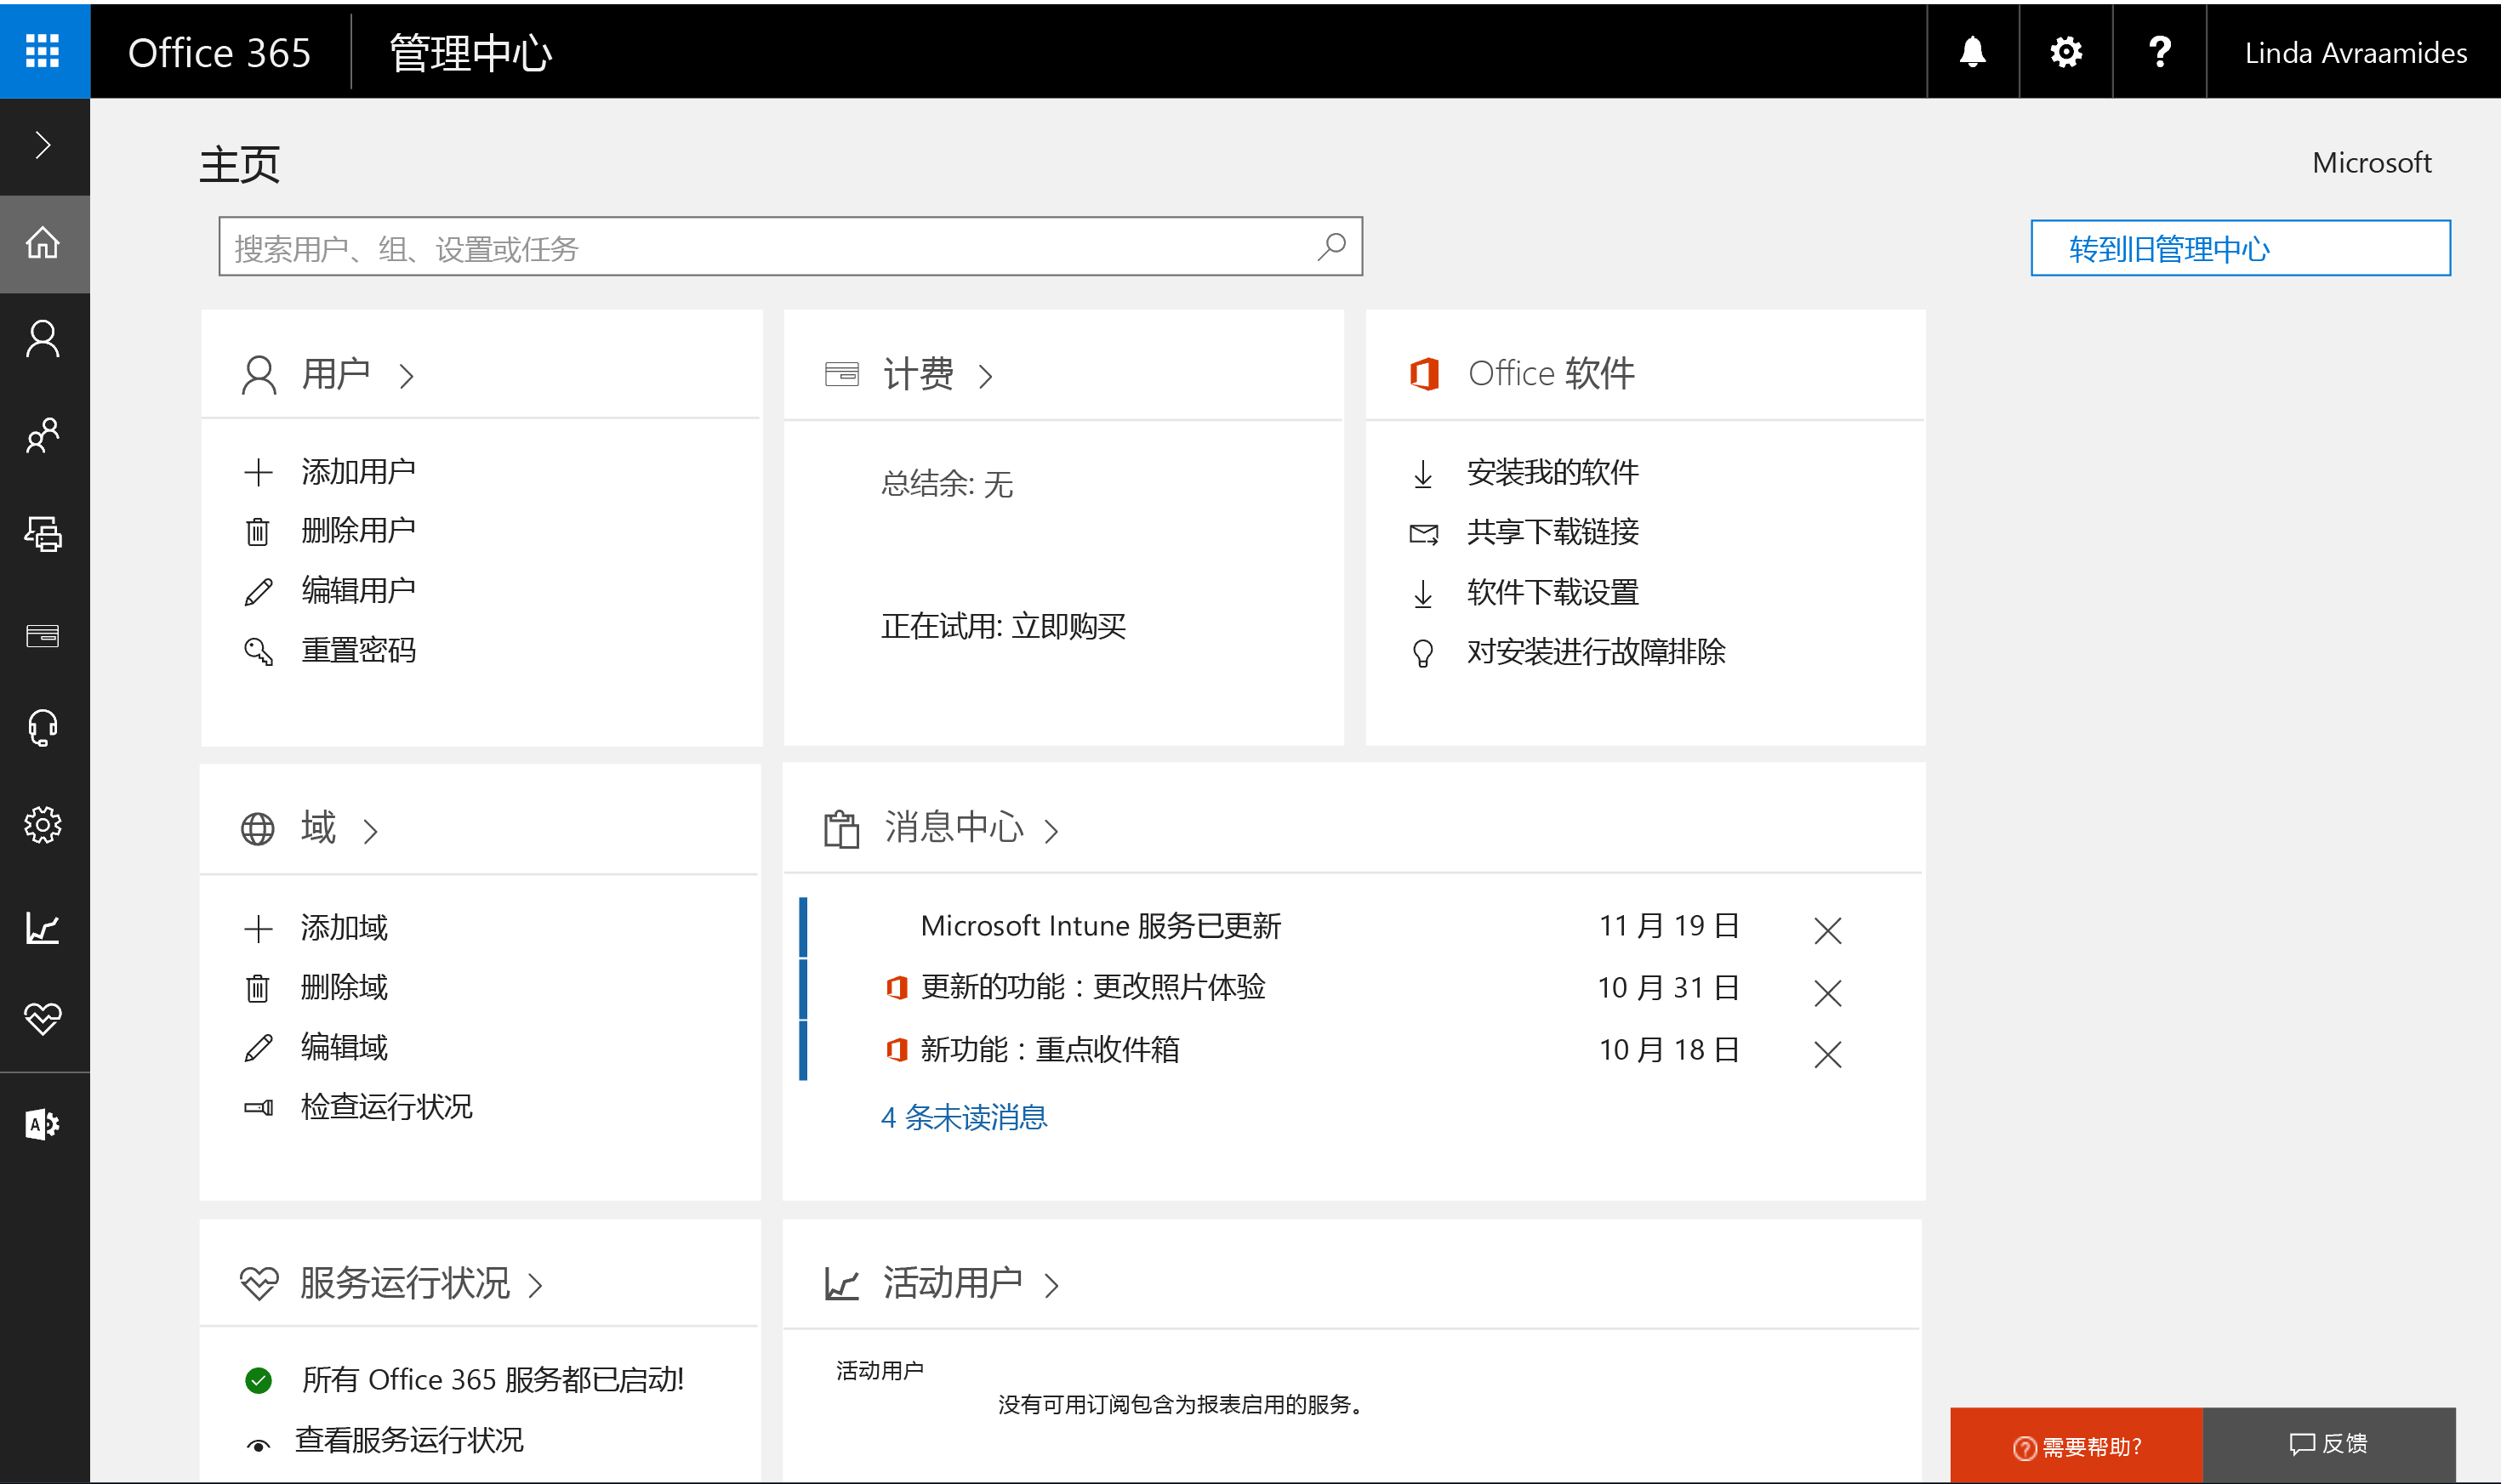 Office 365
管理中心
Linda Avraamides
主页
Microsoft
搜索用户、组、设置或任务
转到旧管理中心
用户
添加用户
删除用户
编辑用户
重置密码
计费
总结余: 无
正在试用: 立即购买
Office 软件
安装我的软件
共享下载链接
软件下载设置
对安装进行故障排除
域
添加域
删除域
编辑域
检查运行状况
消息中心
Microsoft Intune 服务已更新 11 月 19 日
更新的功能：更改照片体验 10 月 31 日
新功能：重点收件箱 10 月 18 日
4 条未读消息
服务运行状况
所有 Office 365 服务都已启动!
查看服务运行状况
活动用户
活动用户
没有可用订阅包含为报表启用的服务。
需要帮助?
反馈
A